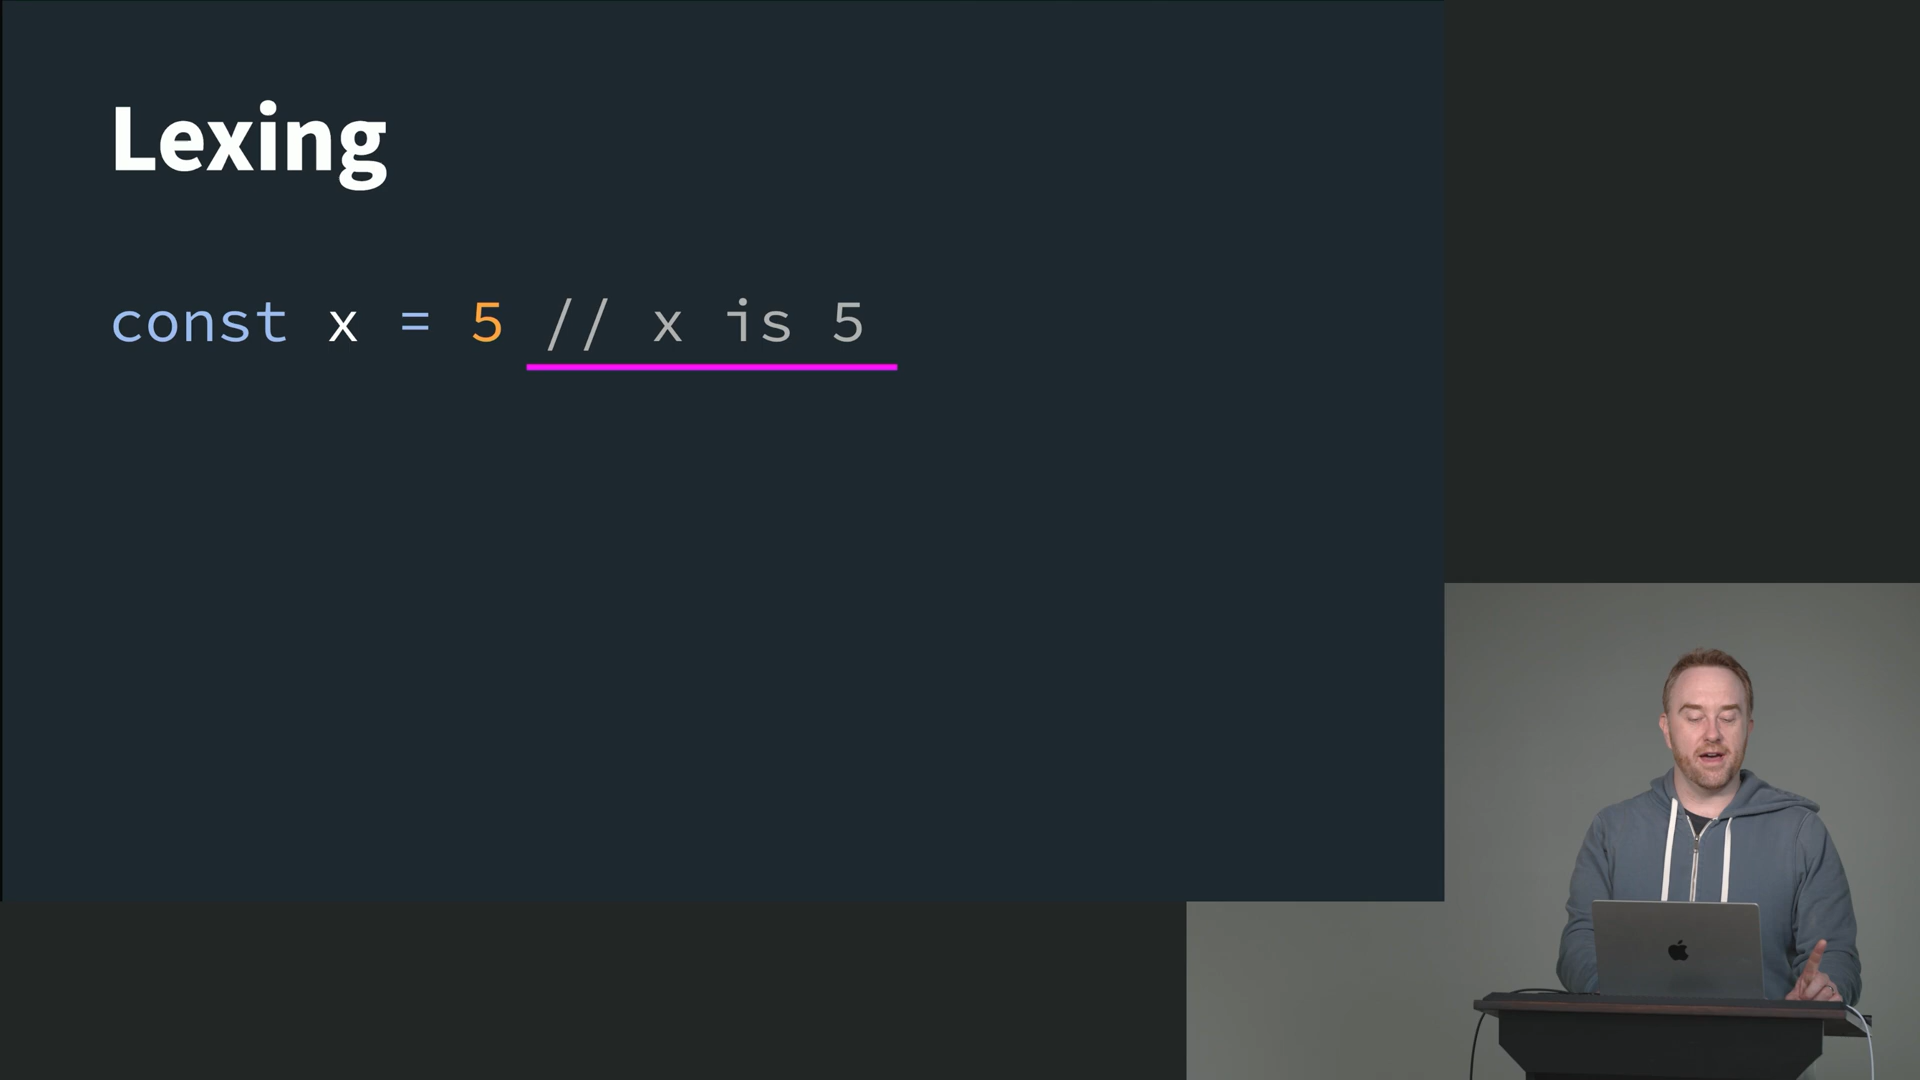 Lexing
const x = 5 // x is 5